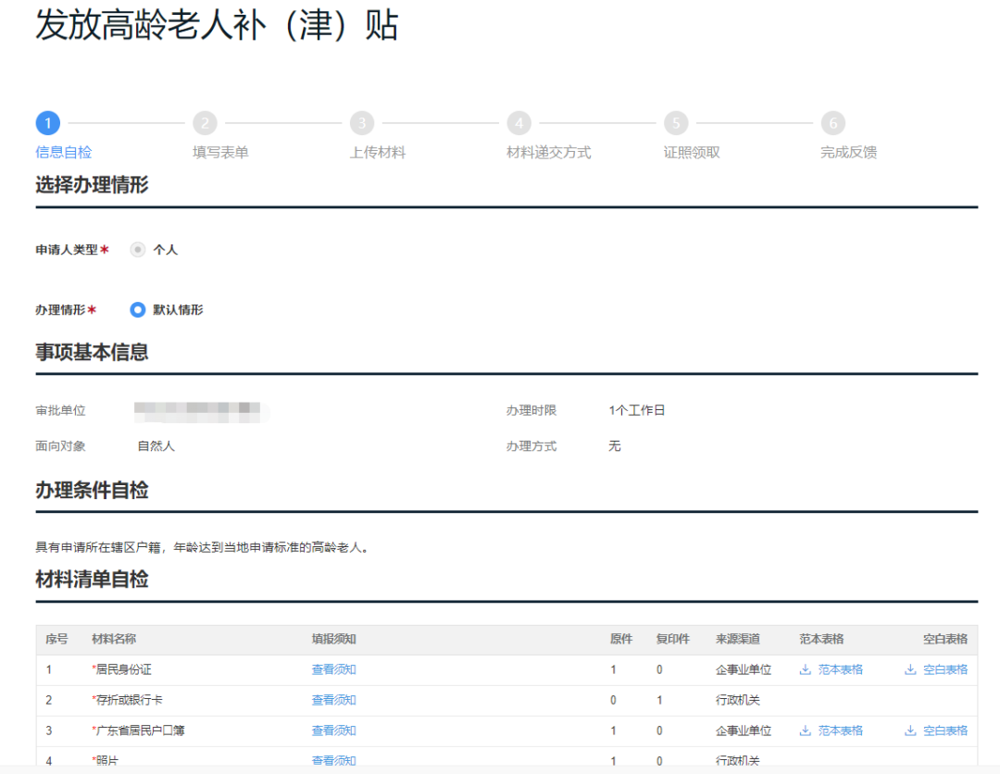 发放高龄老人补（津）贴
1 2 3 4 5 6
信息自检 填写表单 上传材料 材料递交方式 证照领取 完成反馈
选择办理情形
申请人类型* 个人
办理情形* 默认情形
事项基本信息
审批单位 办理时限 1个工作日
面向对象 自然人 办理方式 无
办理条件自检
具有申请所在辖区户籍，年龄达到当地申请标准的高龄老人。
材料清单自检
序号 材料名称 填报须知 原件 复印件 来源渠道 范本表格 空白表格
1 *居民身份证 查看须知 1 0 企事业单位 范本表格 空白表格
2 *存折或银行卡 查看须知 0 1 行政机关
3 *广东省居民户口簿 查看须知 1 0 企事业单位 范本表格 空白表格
4 *照片 查看须知 1 0 行政机关